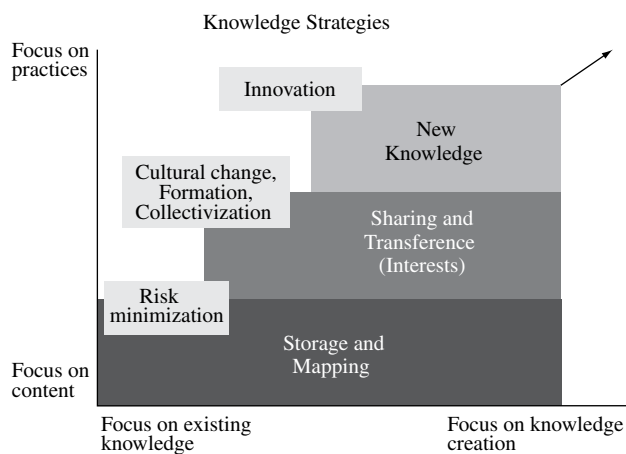 Knowledge Strategies
Focus on
practices
Innovation
New
Knowledge
Cultural change,
Formation,
Collectivization
Sharing and
Transference
(Interests)
Risk
minimization
Storage and
Mapping
Focus on
content
Focus on existing
knowledge
Focus on knowledge
creation